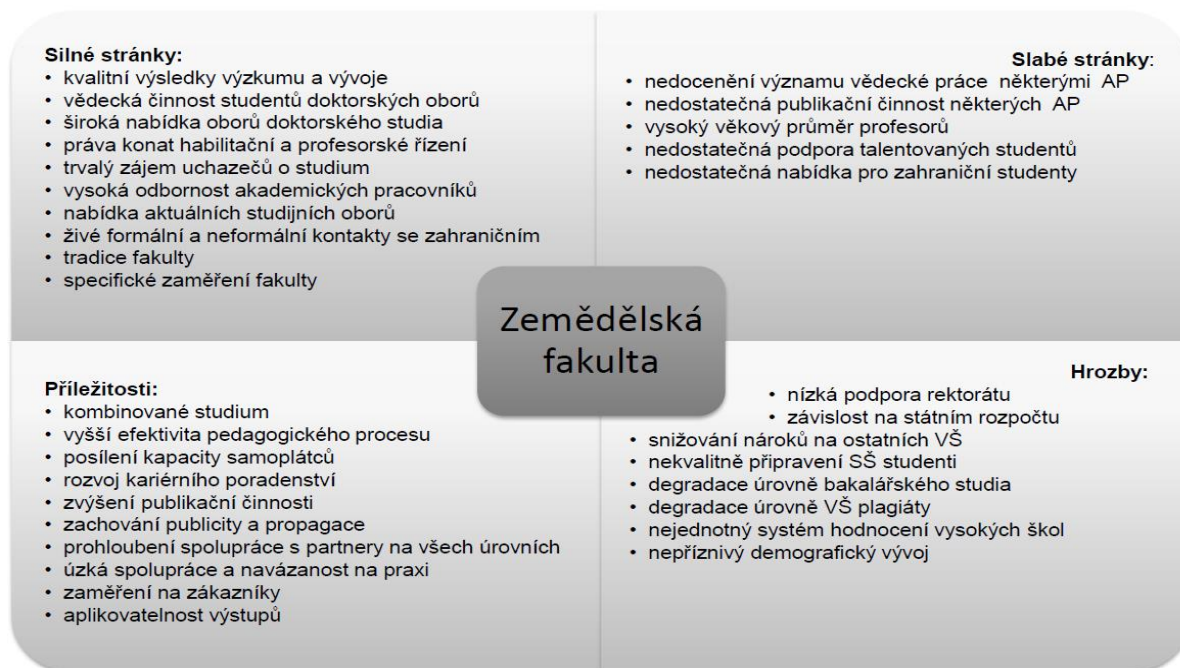 Silné stránky:
• kvalitní výsledky výzkumu a vývoje
• vědecká činnost studentů doktorských oborů
• široká nabídka oborů doktorského studia
• práva konat habilitační a profesorské řízení
• trvalý zájem uchazečů o studium
• vysoká odbornost akademických pracovníků
• nabídka aktuálních studijních oborů
• živé formální a neformální kontakty se zahraničním
• tradice fakulty
• specifické zaměření fakulty
Slabé stránky:
• nedocenění významu vědecké práce některými AP
• nedostatečná publikační činnost některých AP
• vysoký věkový průměr profesorů
• nedostatečná podpora talentovaných studentů
• nedostatečná nabídka pro zahraniční studenty
Zemědělská
fakulta
Příležitosti:
• kombinované studium
• vyšší efektivita pedagogického procesu
• posílení kapacity samoplátců
• rozvoj kariérního poradenství
• zvýšení publikační činnosti
• zachování publicity a propagace
• prohloubení spolupráce s partnery na všech úrovních
• úzká spolupráce a navázanost na praxi
• zaměření na zákazníky
• aplikovatelnost výstupů
Hrozby:
• nízká podpora rektorátu
• závislost na státním rozpočtu
• snižování nároků na ostatních VŠ
• nekvalitně připravení SŠ studenti
• degradace úrovně bakalářského studia
• degradace úrovně VŠ plagiáty
• nejednotný systém hodnocení vysokých škol
• nepříznivý demografický vývoj